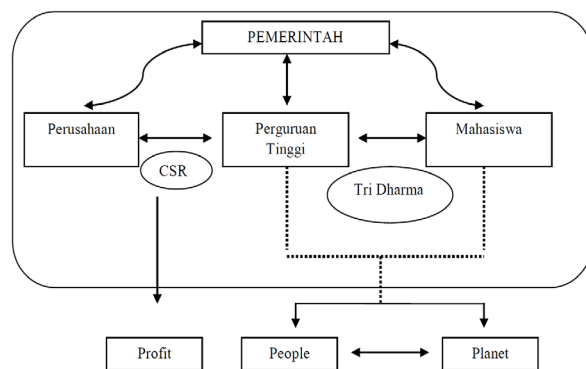 PEMERINTAH
Perusahaan
Perguruan
Tinggi
Mahasiswa
CSR
Tri Dharma
Profit
People
Planet